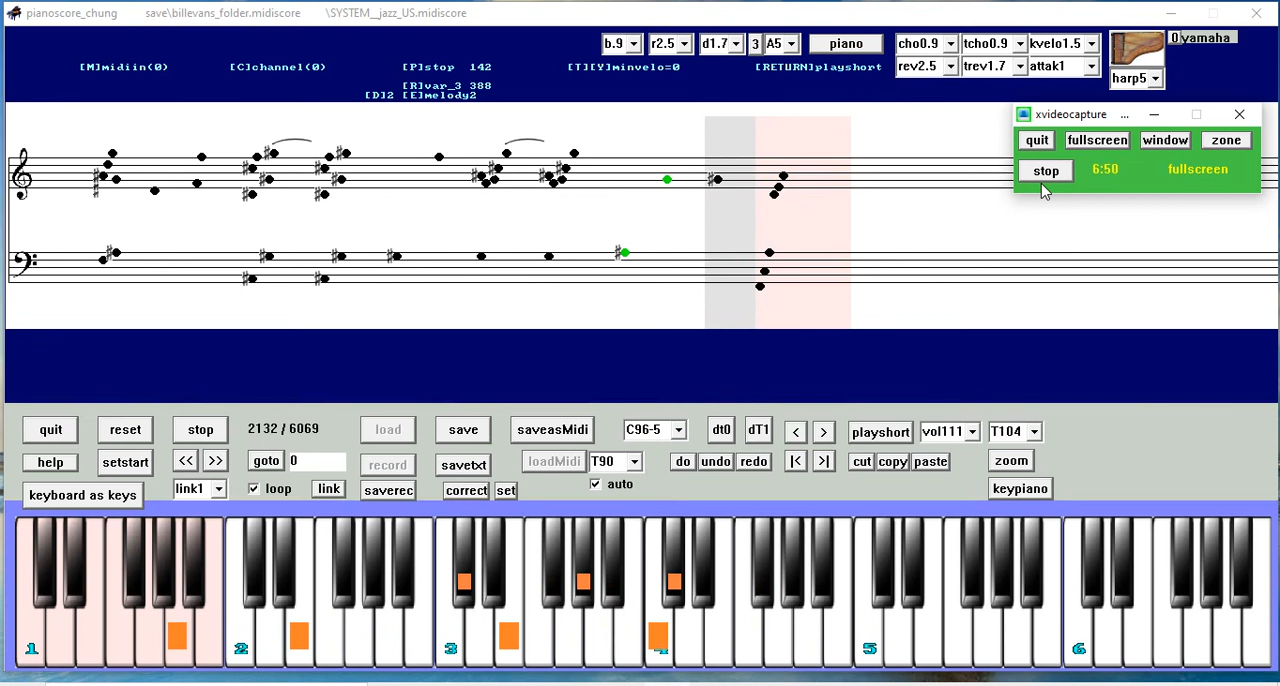 pianoscore_chung save\billevans_folder.midiscore \SYSTEM__jazz_US.midiscore
b.9 r2.5 d1.7 3 A5 piano cho0.9 tcho0.9 kvelo1.5 0 yamaha
[M]midiin(0) [C]channel(0) [P]stop 142 [T][Y]minvelo=0 [RETURN]playshort rev2.5 trev1.7 attak1
[R]var_3 388 harp5
[D]2 [E]melody2
xvideocapture ...
quit fullscreen window zone
stop 6:50 fullscreen
quit reset stop 2132 / 6069 load save saveasMidi C96-5 dt0 dT1 < > playshort vol111 T104
help setstart << >> goto 0 record savetxt loadMidi T90 do undo redo |< >| cut copy paste zoom
keyboard as keys link1 loop link saverec correct set auto keypiano
1 2 3 4 5 6